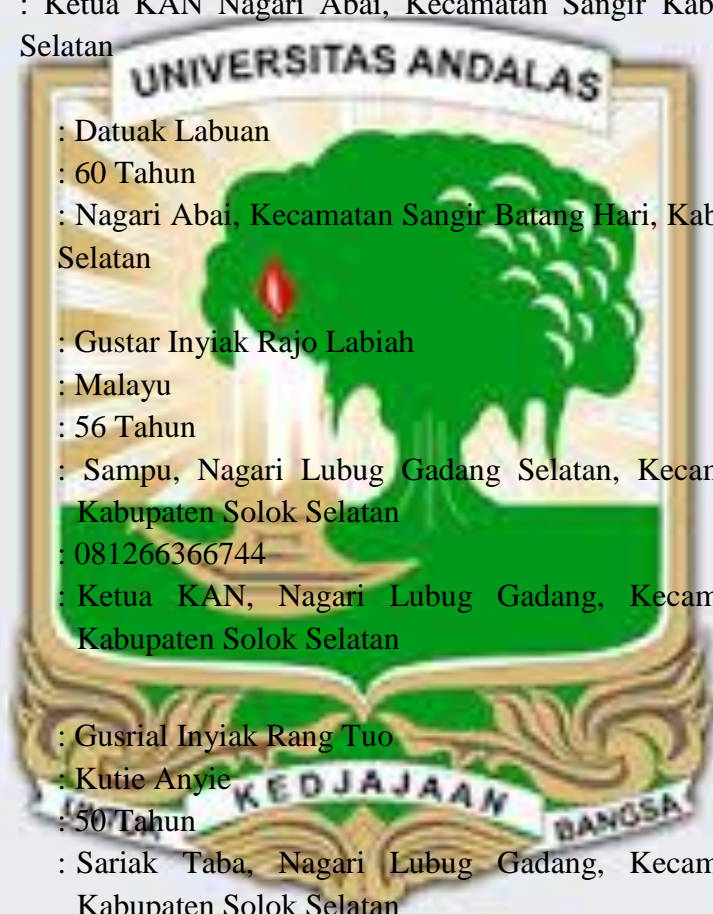 : Ketua KAN Nagari Abai, Kecamatan Sangir Kab
Selatan
UNIVERSITAS ANDALAS
: Datuak Labuan
: 60 Tahun
: Nagari Abai, Kecamatan Sangir Batang Hari, Kab
Selatan
: Gustar Inyiak Rajo Labiah
: Malayu
: 56 Tahun
: Sampu, Nagari Lubug Gadang Selatan, Kecam
Kabupaten Solok Selatan
: 081266366744
: Ketua KAN, Nagari Lubug Gadang, Kecam
Kabupaten Solok Selatan
: Gusrial Inyiak Rang Tuo
: Kutie Anyie
KEDJAJAAN
: 50 Tahun
BANGSA
: Sariak Taba, Nagari Lubug Gadang, Kecam
Kabupaten Solok Selatan